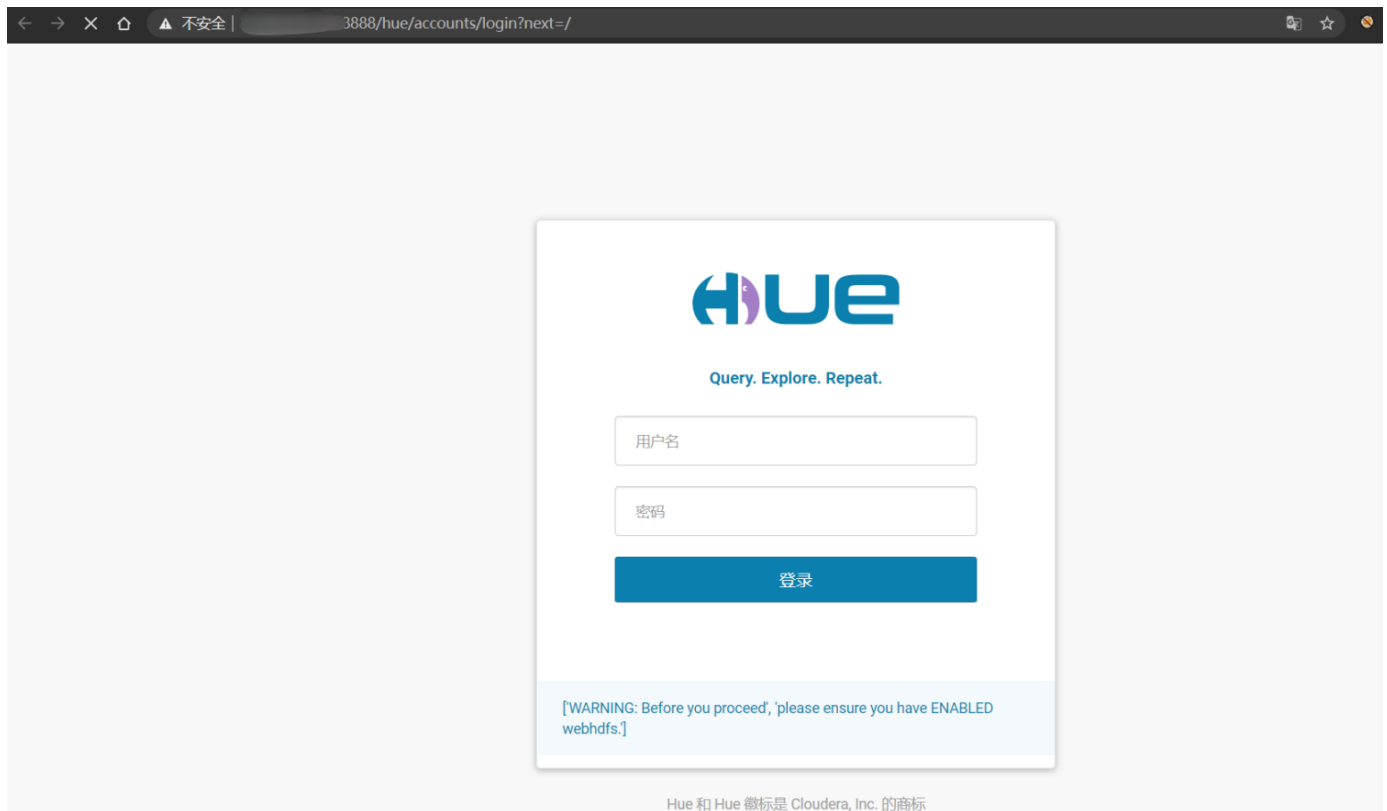 不安全 3888/hue/accounts/login?next=/
HUE
Query. Explore. Repeat.
用户名
密码
登录
['WARNING: Before you proceed', 'please ensure you have ENABLED
webhdfs.']
Hue 和 Hue 徽标是 Cloudera, Inc. 的商标